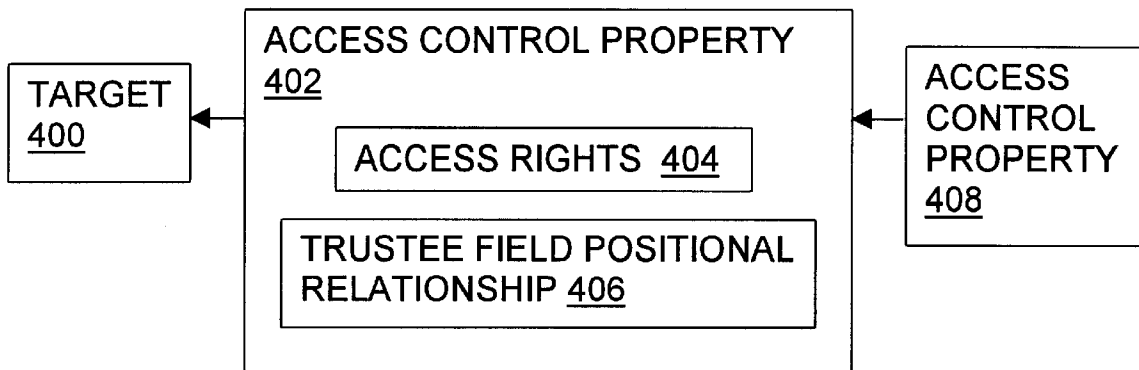 TARGET
400
ACCESS CONTROL PROPERTY
402
ACCESS RIGHTS 404
TRUSTEE FIELD POSITIONAL
RELATIONSHIP 406
ACCESS
CONTROL
PROPERTY
408